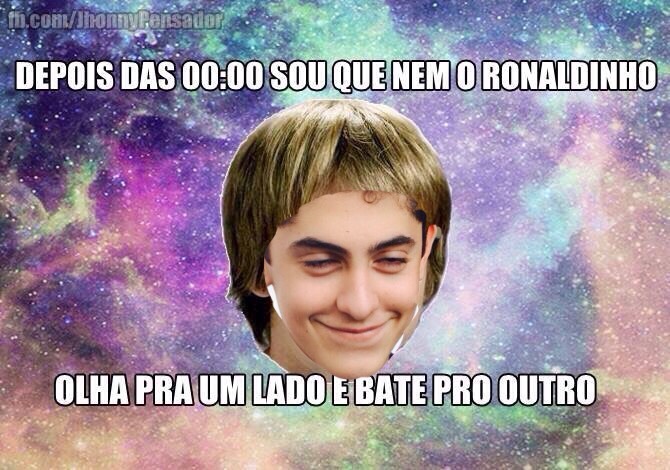 fb.com/JhonnyPensador
DEPOIS DAS 00:00 SOU QUE NEM O RONALDINHO
OLHA PRA UM LADO E BATE PRO OUTRO